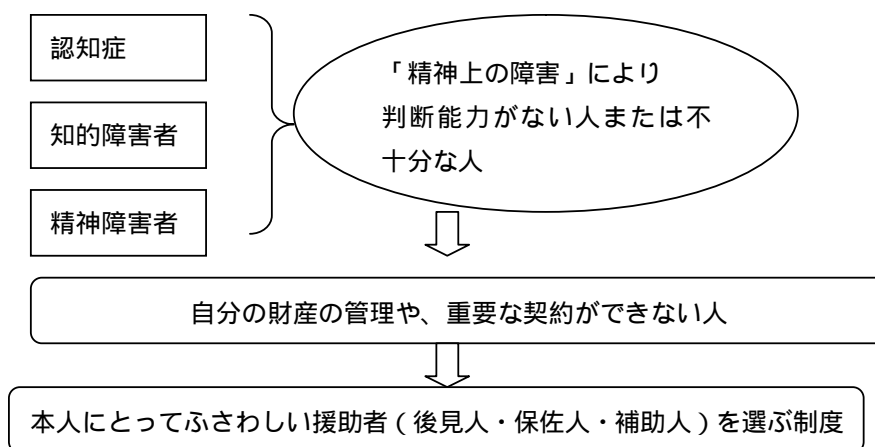 認知症
知的障害者
精神障害者
「精神上の障害」により
判断能力がない人または不
十分な人
自分の財産の管理や、重要な契約ができない人
本人にとってふさわしい援助者(後見人・保佐人・補助人)を選ぶ制度